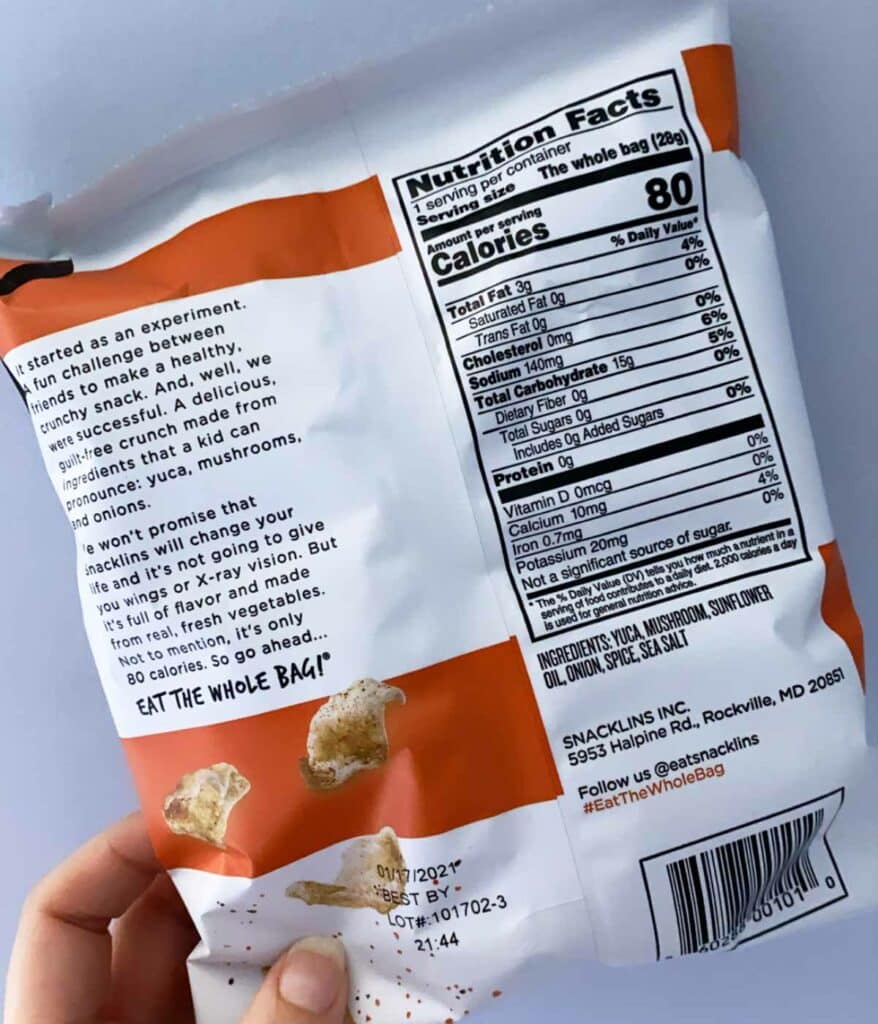 It started as an experiment.
A fun challenge between
friends to make a healthy,
crunchy snack. And, well, we
were successful. A delicious,
guilt-free crunch made from
ingredients that a kid can
pronounce: yuca, mushrooms,
and onions.
We won't promise that
Snacklins will change your
life and it's not going to give
you wings or X-ray vision. But
it's full of flavor and made
from real, fresh vegetables.
Not to mention, it's only
80 calories. So go ahead...
EAT THE WHOLE BAG!®
01/17/2021
BEST BY
LOT#:101702-3
21:44
Nutrition Facts
1 serving per container
Serving size The whole bag (28g)
Amount per serving
Calories 80
% Daily Value*
Total Fat 3g 4%
Saturated Fat 0g 0%
Trans Fat 0g
Cholesterol 0mg 0%
Sodium 140mg 6%
Total Carbohydrate 15g 5%
Dietary Fiber 0g 0%
Total Sugars 0g
Includes 0g Added Sugars 0%
Protein 0g
Vitamin D 0mcg 0%
Calcium 10mg 0%
Iron 0.7mg 4%
Potassium 20mg 0%
Not a significant source of sugar.
* The % Daily Value (DV) tells you how much a nutrient in a
serving of food contributes to a daily diet. 2,000 calories a day
is used for general nutrition advice.
INGREDIENTS: YUCA, MUSHROOM, SUNFLOWER
OIL, ONION, SPICE, SEA SALT
SNACKLINS INC.
5953 Halpine Rd., Rockville, MD 20851
Follow us @eatsnacklins
#EatTheWholeBag
00101 0